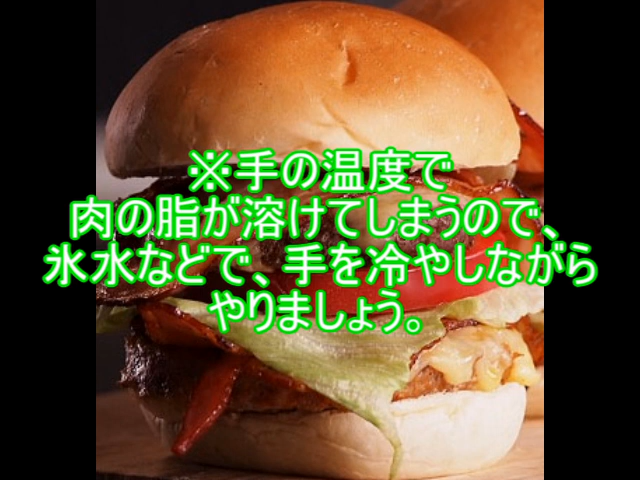 ※手の温度で
肉の脂が溶けてしまうので、
氷水などで、手を冷やしながら
やりましょう。